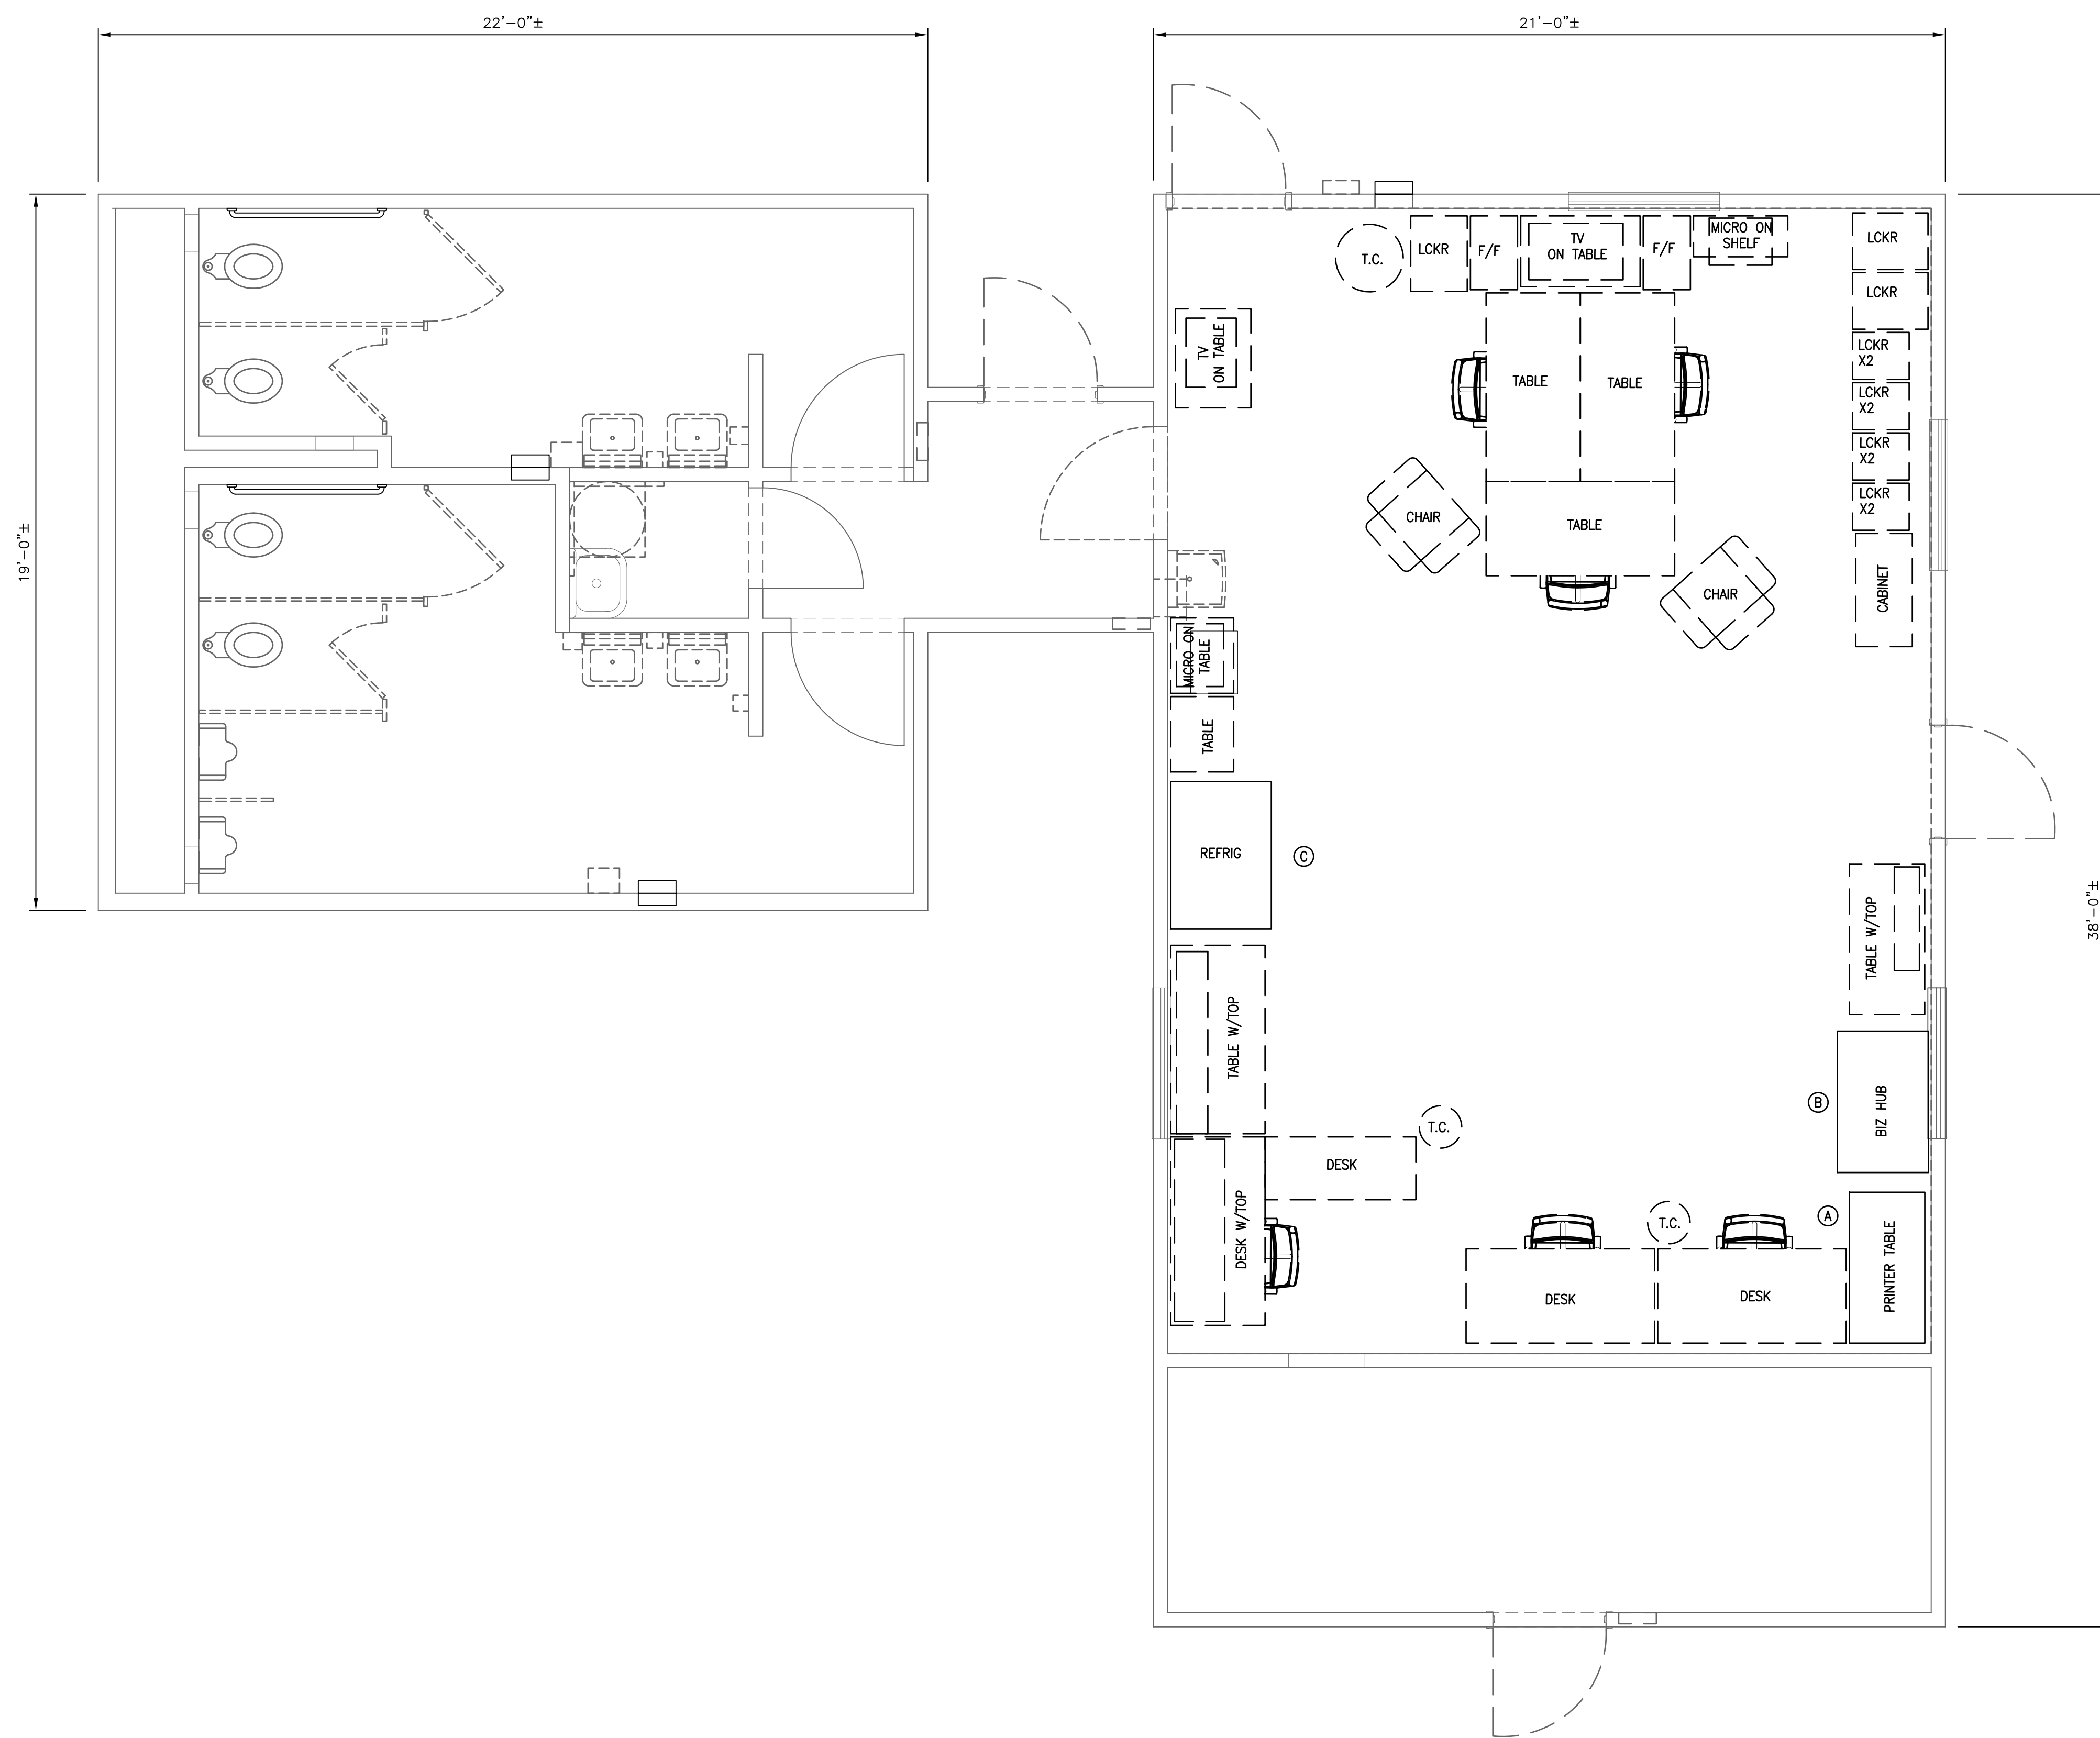 22'-0"±
21'-0"±
19'-0"±
38'-0"±
T.C.
LCKR
F/F
TV
ON TABLE
F/F
MICRO ON
SHELF
LCKR
LCKR
LCKR
X2
LCKR
X2
LCKR
X2
LCKR
X2
CABINET
TV
ON TABLE
TABLE
TABLE
TABLE
CHAIR
CHAIR
MICRO ON
TABLE
TABLE
REFRIG
C
TABLE W/TOP
TABLE W/TOP
B
BIZ HUB
T.C.
DESK
DESK W/TOP
T.C.
A
PRINTER TABLE
DESK
DESK